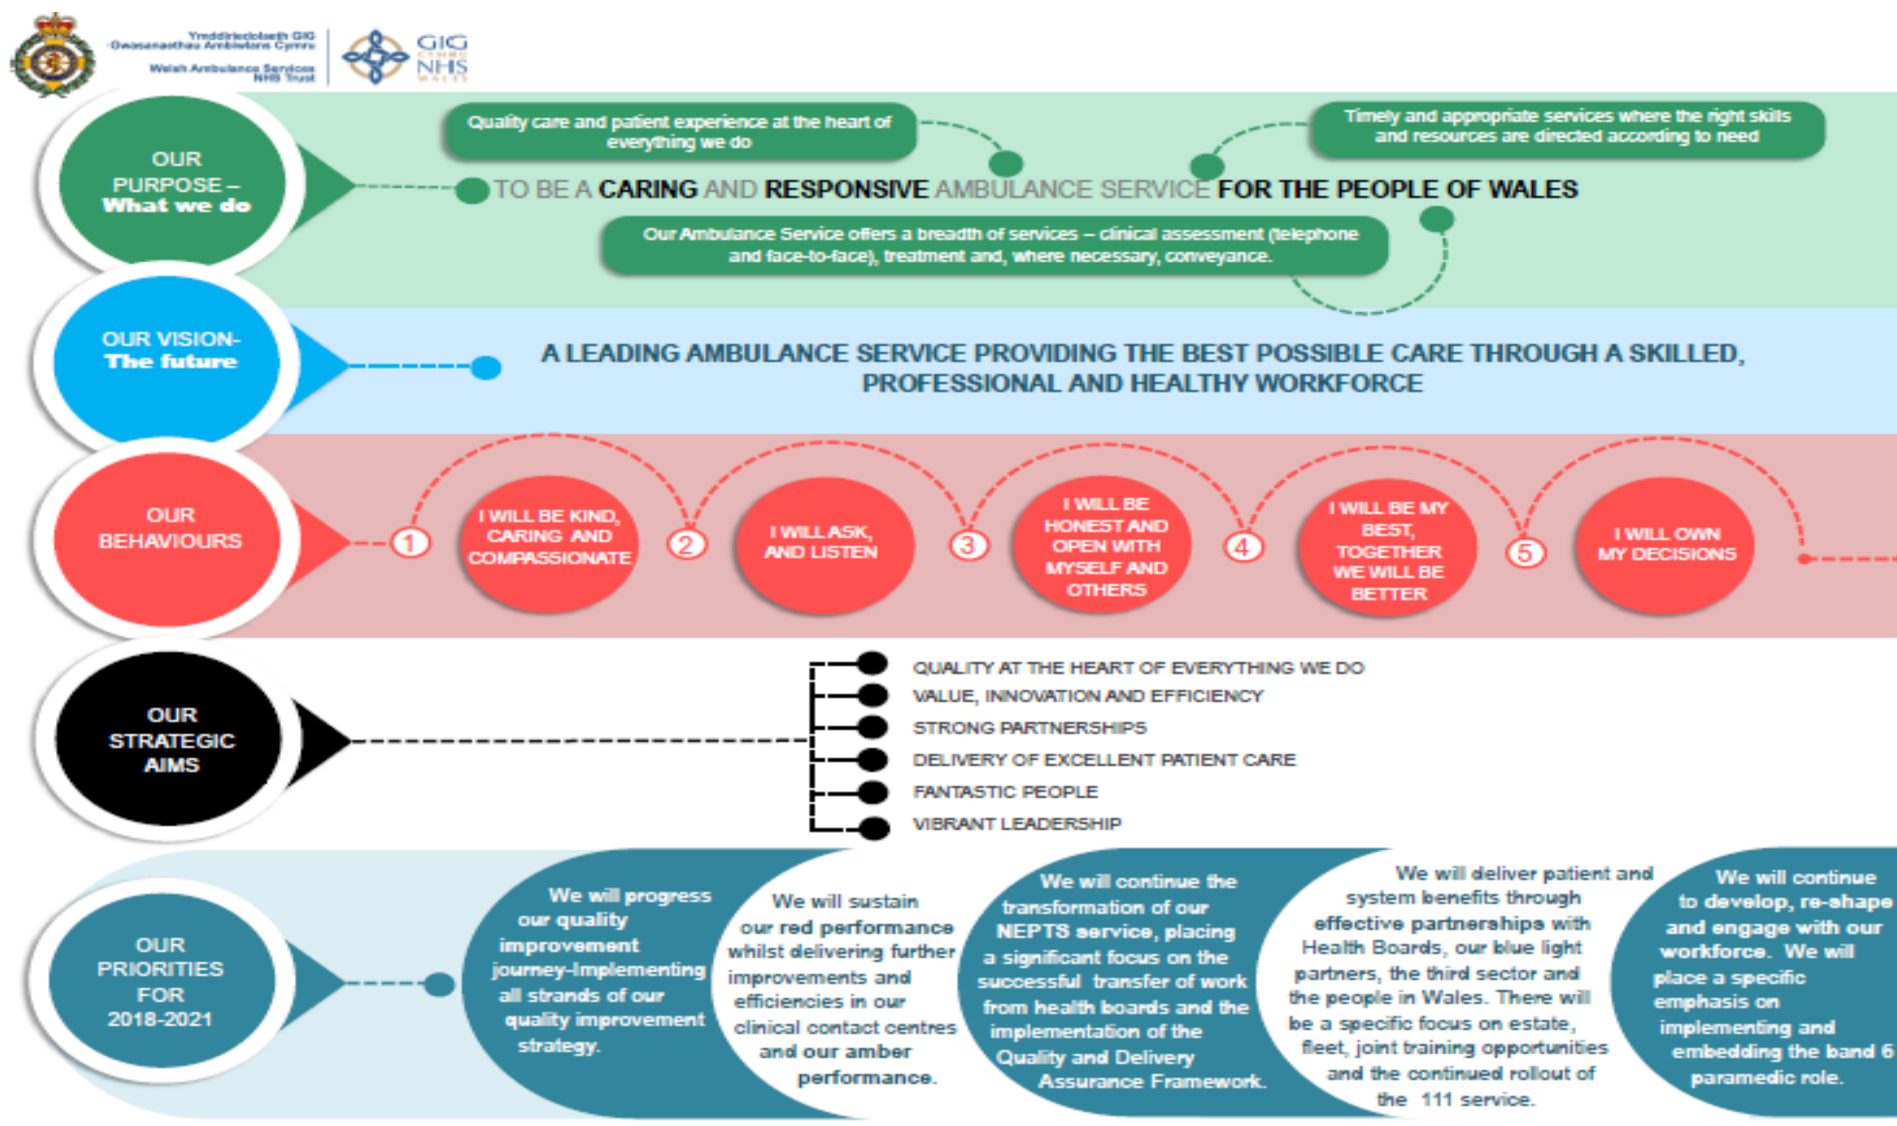 Ymddiriedolaeth GIG
Gwasanaethau Ambiwlans Cymru
Welsh Ambulance Services
NHS Trust
GIG
CYMRU
NHS
WALES
OUR
PURPOSE –
What we do
Quality care and patient experience at the heart of
everything we do
Timely and appropriate services where the right skills
and resources are directed according to need
TO BE A CARING AND RESPONSIVE AMBULANCE SERVICE FOR THE PEOPLE OF WALES
Our Ambulance Service offers a breadth of services – clinical assessment (telephone
and face-to-face), treatment and, where necessary, conveyance.
OUR VISION-
The future
A LEADING AMBULANCE SERVICE PROVIDING THE BEST POSSIBLE CARE THROUGH A SKILLED,
PROFESSIONAL AND HEALTHY WORKFORCE
OUR
BEHAVIOURS
1
I WILL BE KIND,
CARING AND
COMPASSIONATE
2
I WILL ASK,
AND LISTEN
3
I WILL BE
HONEST AND
OPEN WITH
MYSELF AND
OTHERS
4
I WILL BE MY
BEST,
TOGETHER
WE WILL BE
BETTER
5
I WILL OWN
MY DECISIONS
OUR
STRATEGIC
AIMS
QUALITY AT THE HEART OF EVERYTHING WE DO
VALUE, INNOVATION AND EFFICIENCY
STRONG PARTNERSHIPS
DELIVERY OF EXCELLENT PATIENT CARE
FANTASTIC PEOPLE
VIBRANT LEADERSHIP
OUR
PRIORITIES
FOR
2018-2021
We will progress
our quality
improvement
journey-Implementing
all strands of our
quality improvement
strategy.
We will sustain
our red performance
whilst delivering further
improvements and
efficiencies in our
clinical contact centres
and our amber
performance.
We will continue the
transformation of our
NEPTS service, placing
a significant focus on the
successful transfer of work
from health boards and the
implementation of the
Quality and Delivery
Assurance Framework.
We will deliver patient and
system benefits through
effective partnerships with
Health Boards, our blue light
partners, the third sector and
the people in Wales. There will
be a specific focus on estate,
fleet, joint training opportunities
and the continued rollout of
the 111 service.
We will continue
to develop, re-shape
and engage with our
workforce. We will
place a specific
emphasis on
implementing and
embedding the band 6
paramedic role.